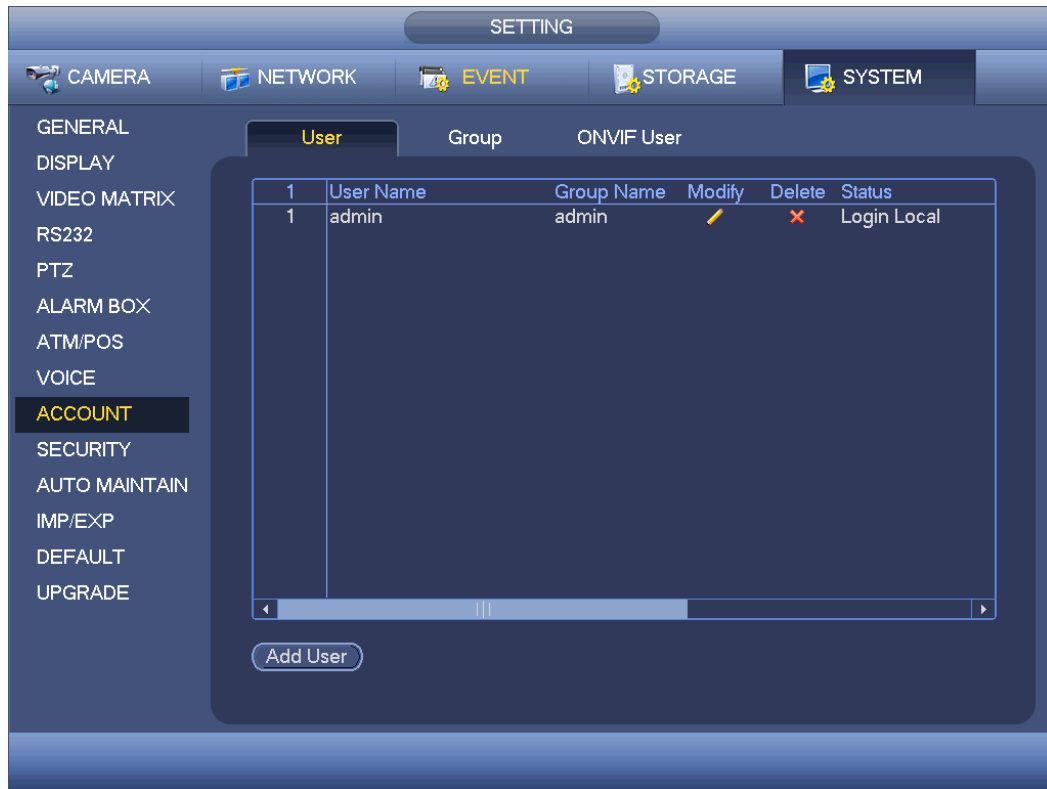 SETTING
CAMERA NETWORK EVENT STORAGE SYSTEM
GENERAL
DISPLAY
VIDEO MATRIX
RS232
PTZ
ALARM BOX
ATM/POS
VOICE
ACCOUNT
SECURITY
AUTO MAINTAIN
IMP/EXP
DEFAULT
UPGRADE
User Group ONVIF User
1 User Name Group Name Modify Delete Status
1 admin admin Login Local
Add User